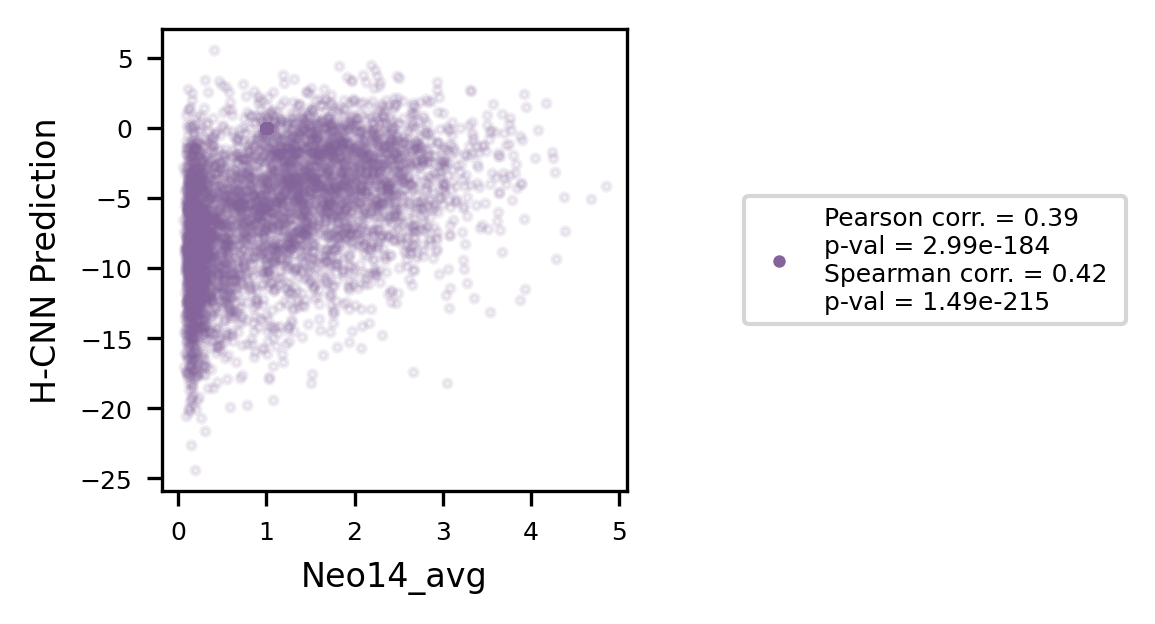 H-CNN Prediction
5
0
−5
−10
−15
−20
−25
0 1 2 3 4 5
Neo14_avg
Pearson corr. = 0.39
p-val = 2.99e-184
Spearman corr. = 0.42
p-val = 1.49e-215